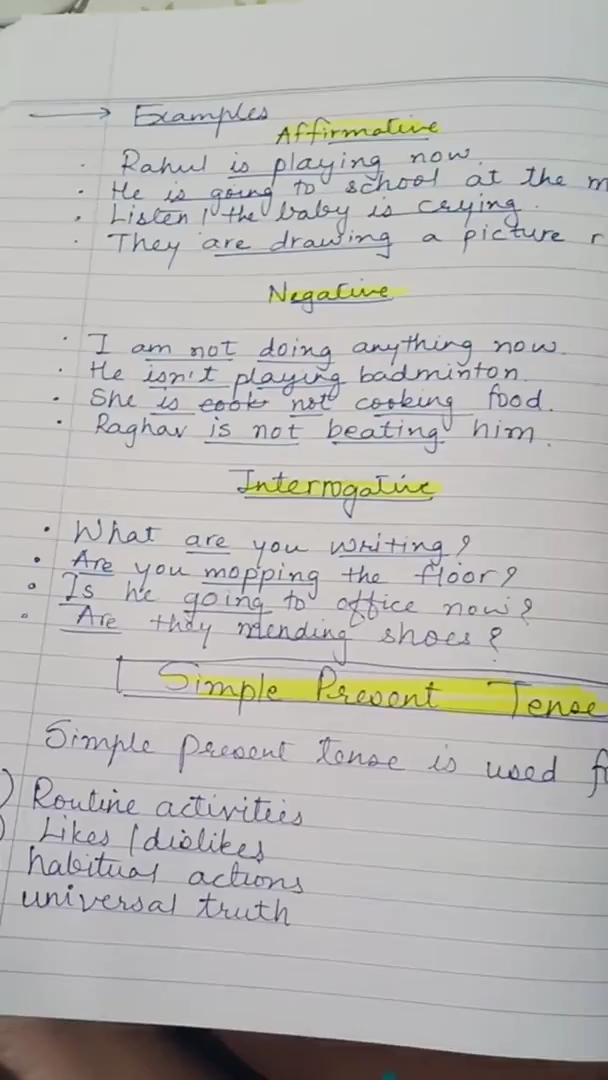 → Examples
Affirmative
· Rahul is playing now.
· He is going to school at the m
· Listen! the baby is crying.
· They are drawing a picture
Negative
· I am not doing anything now.
· He isn't playing badminton.
· She is cook not cooking food.
· Raghav is not beating him.
Interrogative
· What are you writing?
· Are you mopping the floor?
· Is he going to office now?
· Are they mending shoes?
Simple Present Tense
Simple present tense is used
) Routine activities
) Likes / dislikes
habitual actions
universal truth